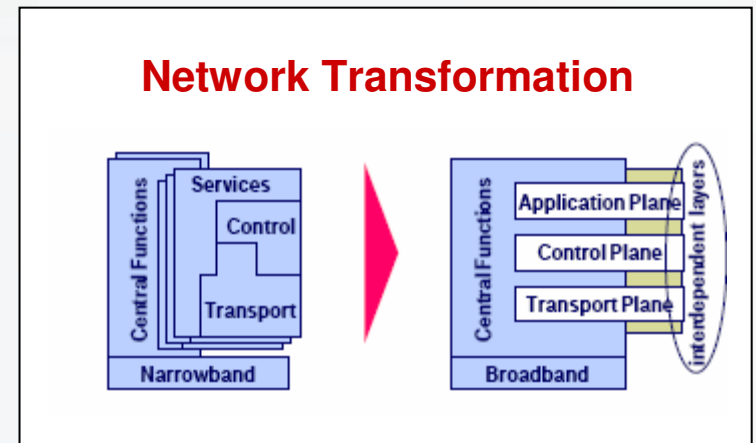 Network Transformation
Central Functions
Services
Control
Transport
Narrowband
Central Functions
Application Plane
Control Plane
Transport Plane
interdependent layers
Broadband